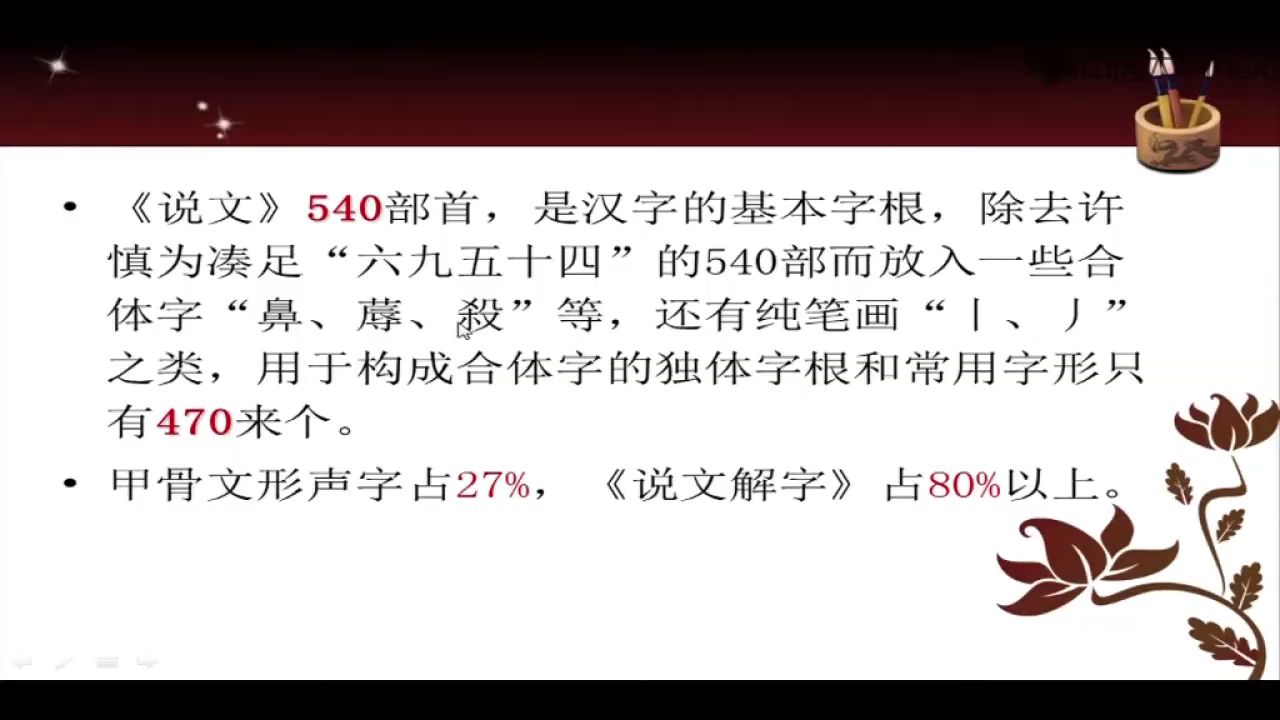 • 《说文》540部首，是汉字的基本字根，除去许
慎为凑足“六九五十四”的540部而放入一些合
体字“鼻、蓐、殺”等，还有纯笔画“丨、丿”
之类，用于构成合体字的独体字根和常用字形只
有470来个。
• 甲骨文形声字占27%，《说文解字》占80%以上。